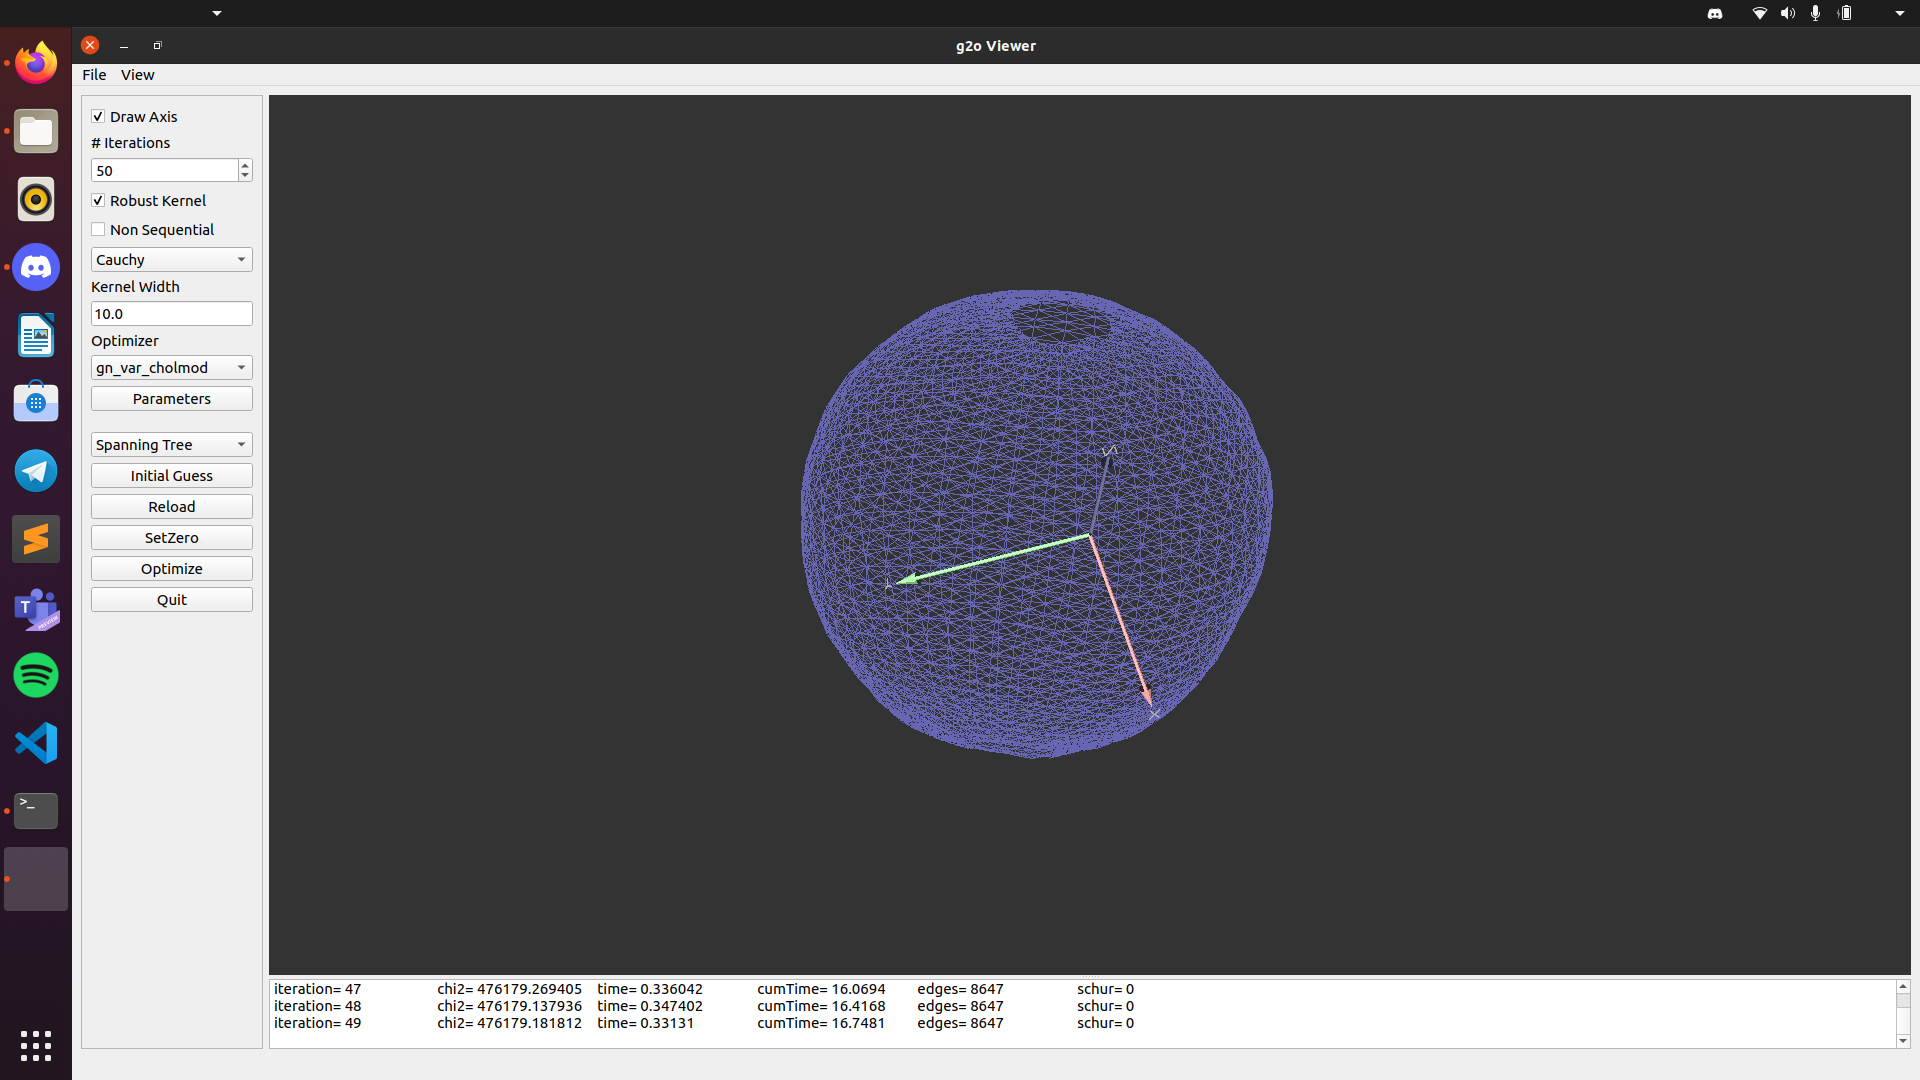 g2o Viewer
File View
Draw Axis
# Iterations
50
Robust Kernel
Non Sequential
Cauchy
Kernel Width
10.0
Optimizer
gn_var_cholmod
Parameters
Spanning Tree
Initial Guess
Reload
SetZero
Optimize
Quit
X
iteration= 47 chi2= 476179.269405 time= 0.336042 cumTime= 16.0694 edges= 8647 schur= 0
iteration= 48 chi2= 476179.137936 time= 0.347402 cumTime= 16.4168 edges= 8647 schur= 0
iteration= 49 chi2= 476179.181812 time= 0.33131 cumTime= 16.7481 edges= 8647 schur= 0